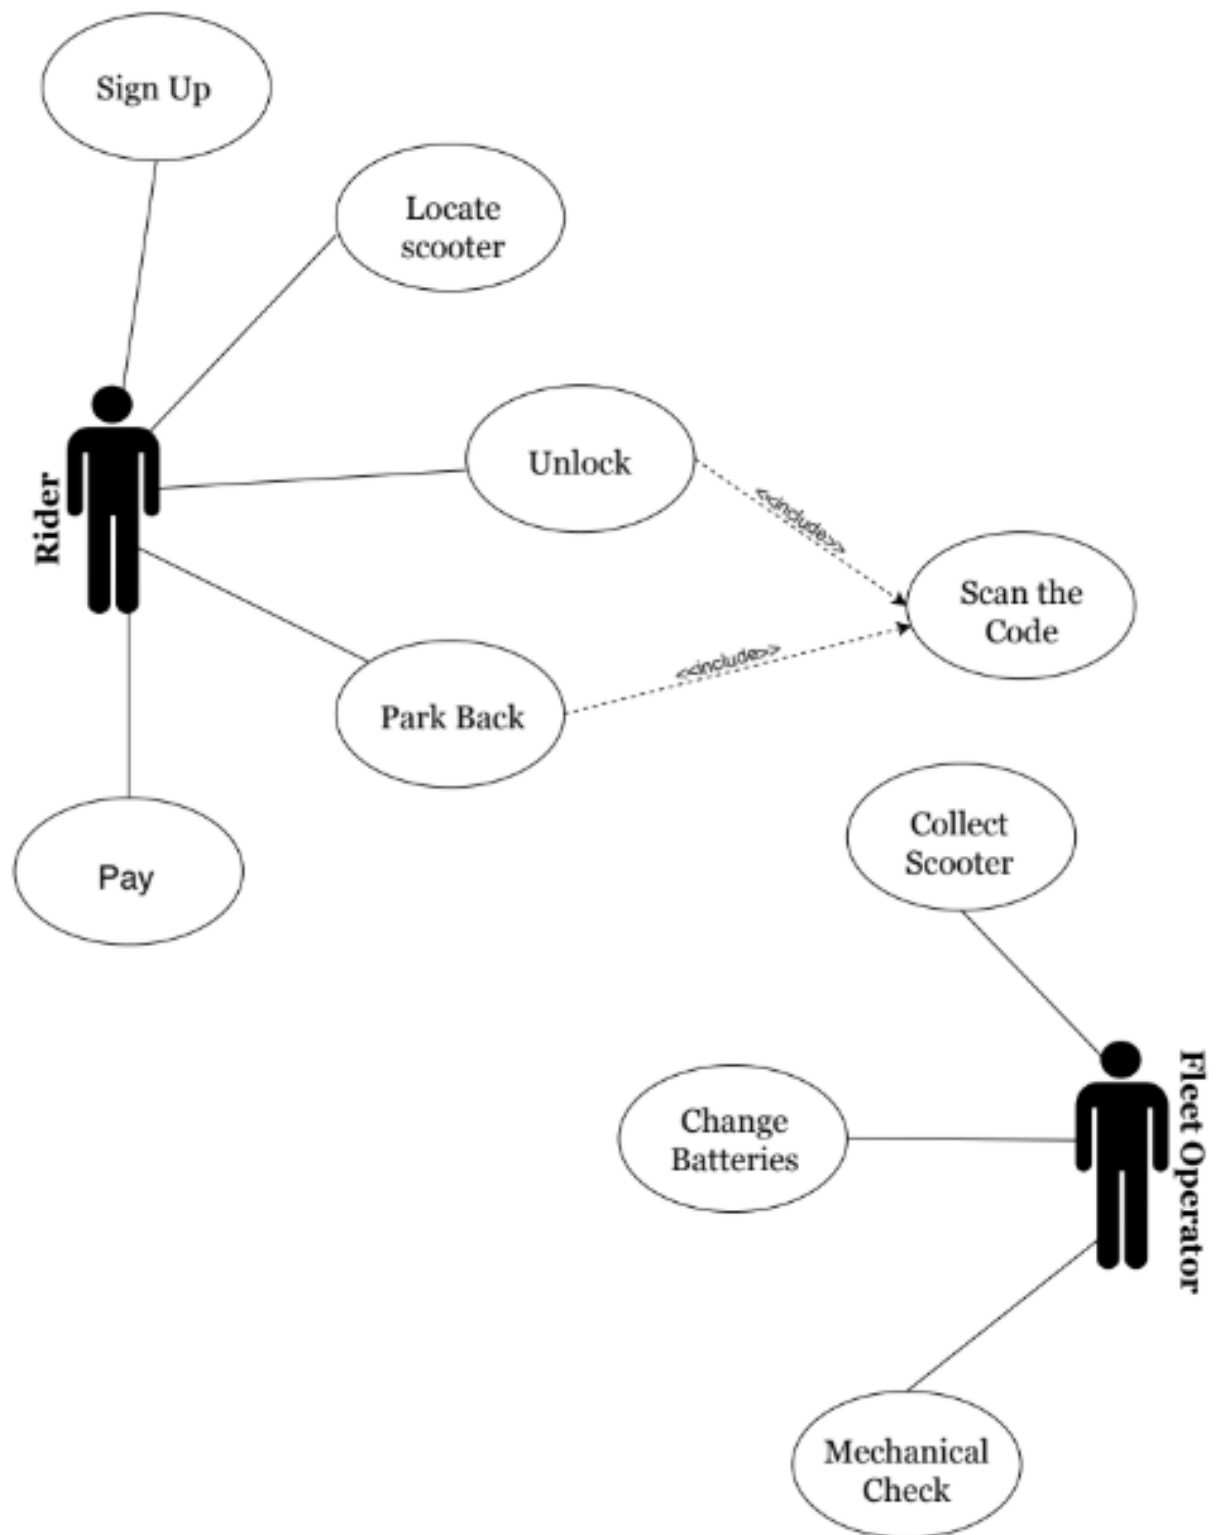 Sign Up
Locate
scooter
Rider
Unlock
<<include>>
Scan the
Code
<<include>>
Park Back
Pay
Collect
Scooter
Change
Batteries
Fleet Operator
Mechanical
Check